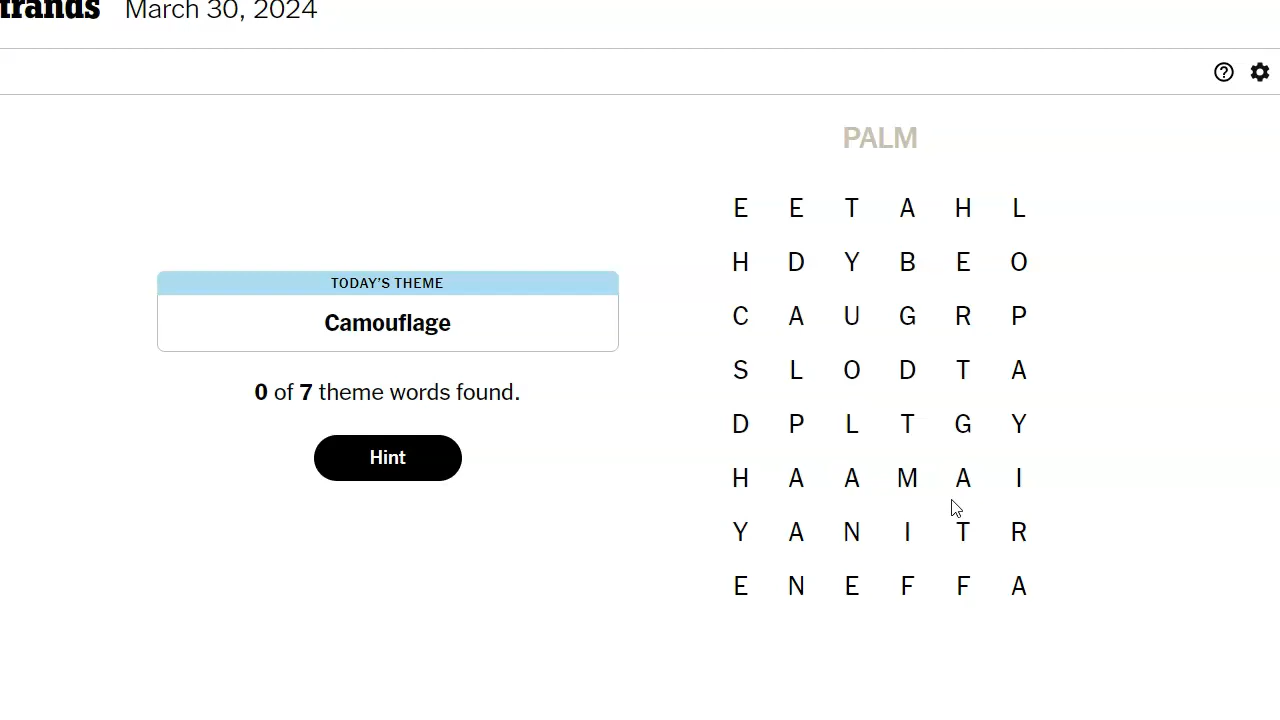 trands March 30, 2024
PALM
E E T A H L
H D Y B E O
C A U G R P
S L O D T A
D P L T G Y
H A A M A I
Y A N I T R
E N E F F A
TODAY'S THEME
Camouflage
0 of 7 theme words found.
Hint